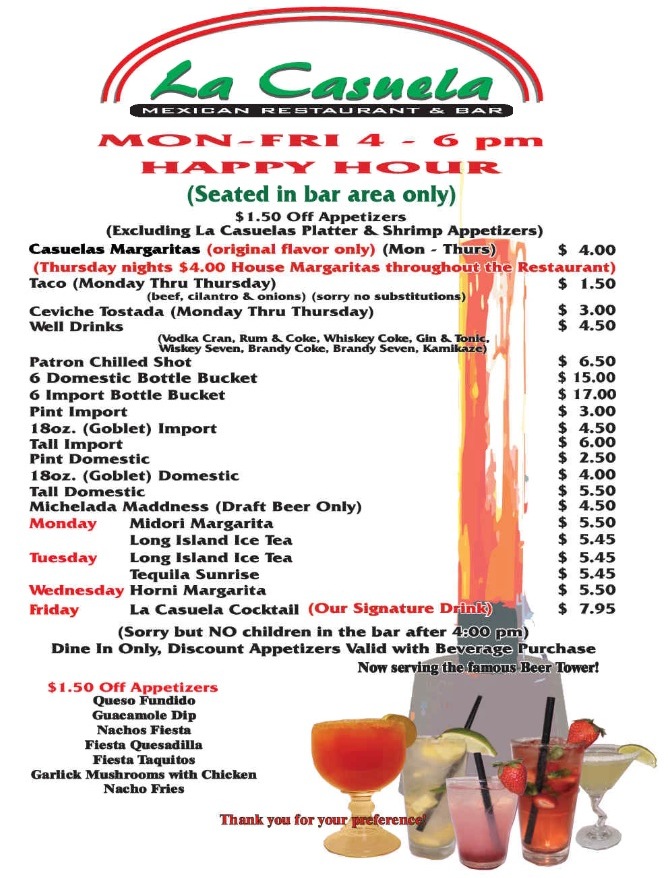 La Casuela
MEXICAN RESTAURANT & BAR
MON-FRI 4 - 6 pm
HAPPY HOUR
(Seated in bar area only)
$1.50 Off Appetizers
(Excluding La Casuelas Platter & Shrimp Appetizers)
Casuelas Margaritas (original flavor only) (Mon - Thurs) $ 4.00
(Thursday nights $4.00 House Margaritas throughout the Restaurant)
Taco (Monday Thru Thursday) $ 1.50
(beef, cilantro & onions) (sorry no substitutions)
Ceviche Tostada (Monday Thru Thursday) $ 3.00
Well Drinks $ 4.50
(Vodka Cran, Rum & Coke, Whiskey Coke, Gin & Tonic,
Wiskey Seven, Brandy Coke, Brandy Seven, Kamikaze)
Patron Chilled Shot $ 6.50
6 Domestic Bottle Bucket $ 15.00
6 Import Bottle Bucket $ 17.00
Pint Import $ 3.00
18oz. (Goblet) Import $ 4.50
Tall Import $ 6.00
Pint Domestic $ 2.50
18oz. (Goblet) Domestic $ 4.00
Tall Domestic $ 5.50
Michelada Maddness (Draft Beer Only) $ 4.50
Monday Midori Margarita $ 5.50
Long Island Ice Tea $ 5.45
Tuesday Long Island Ice Tea $ 5.45
Tequila Sunrise $ 5.45
Wednesday Horni Margarita $ 5.50
Friday La Casuela Cocktail (Our Signature Drink) $ 7.95
(Sorry but NO children in the bar after 4:00 pm)
Dine In Only, Discount Appetizers Valid with Beverage Purchase
Now serving the famous Beer Tower!
$1.50 Off Appetizers
Queso Fundido
Guacamole Dip
Nachos Fiesta
Fiesta Quesadilla
Fiesta Taquitos
Garlick Mushrooms with Chicken
Nacho Fries
Thank you for your preference!